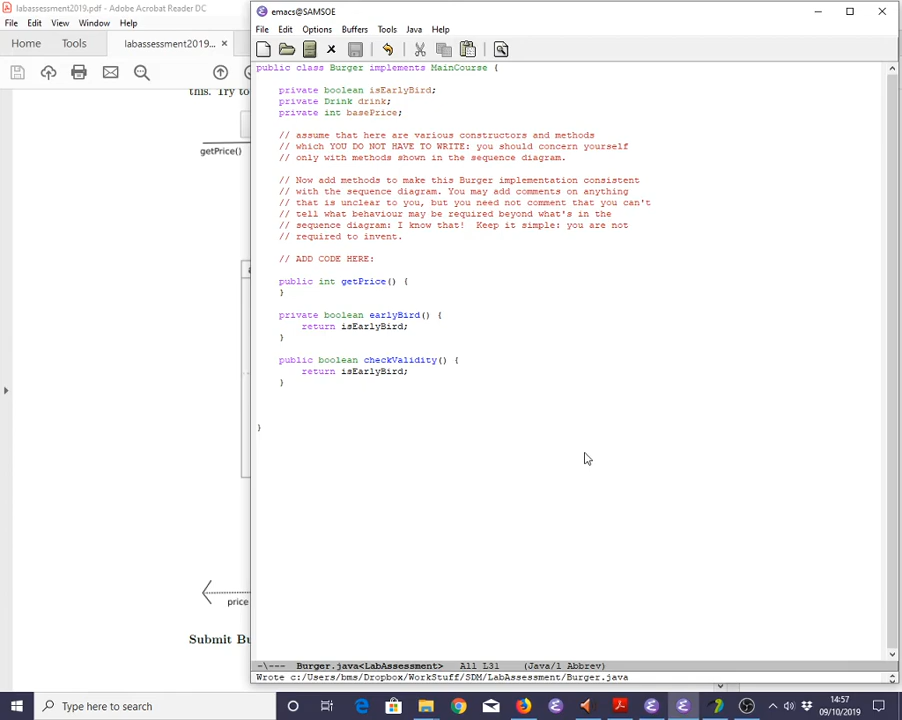 labassessment2019.pdf - Adobe Acrobat Reader DC
File Edit View Window Help
Home Tools labassessment2019... ×
this. Try to
getPrice()
price
Submit Bu
emacs@SAMSOE
File Edit Options Buffers Tools Java Help
public class Burger implements MainCourse {
private boolean isEarlyBird;
private Drink drink;
private int basePrice;
// assume that here are various constructors and methods
// which YOU DO NOT HAVE TO WRITE: you should concern yourself
// only with methods shown in the sequence diagram.
// Now add methods to make this Burger implementation consistent
// with the sequence diagram. You may add comments on anything
// that is unclear to you, but you need not comment that you can't
// tell what behaviour may be required beyond what's in the
// sequence diagram: I know that!  Keep it simple: you are not
// required to invent.
// ADD CODE HERE:
public int getPrice() {
}
private boolean earlyBird() {
return isEarlyBird;
}
public boolean checkValidity() {
return isEarlyBird;
}
}
-\--- Burger.java<LabAssessment> All L31 (Java/l Abbrev)
Wrote c:/Users/bms/Dropbox/WorkStuff/SDM/LabAssessment/Burger.java
Type here to search
14:57
09/10/2019